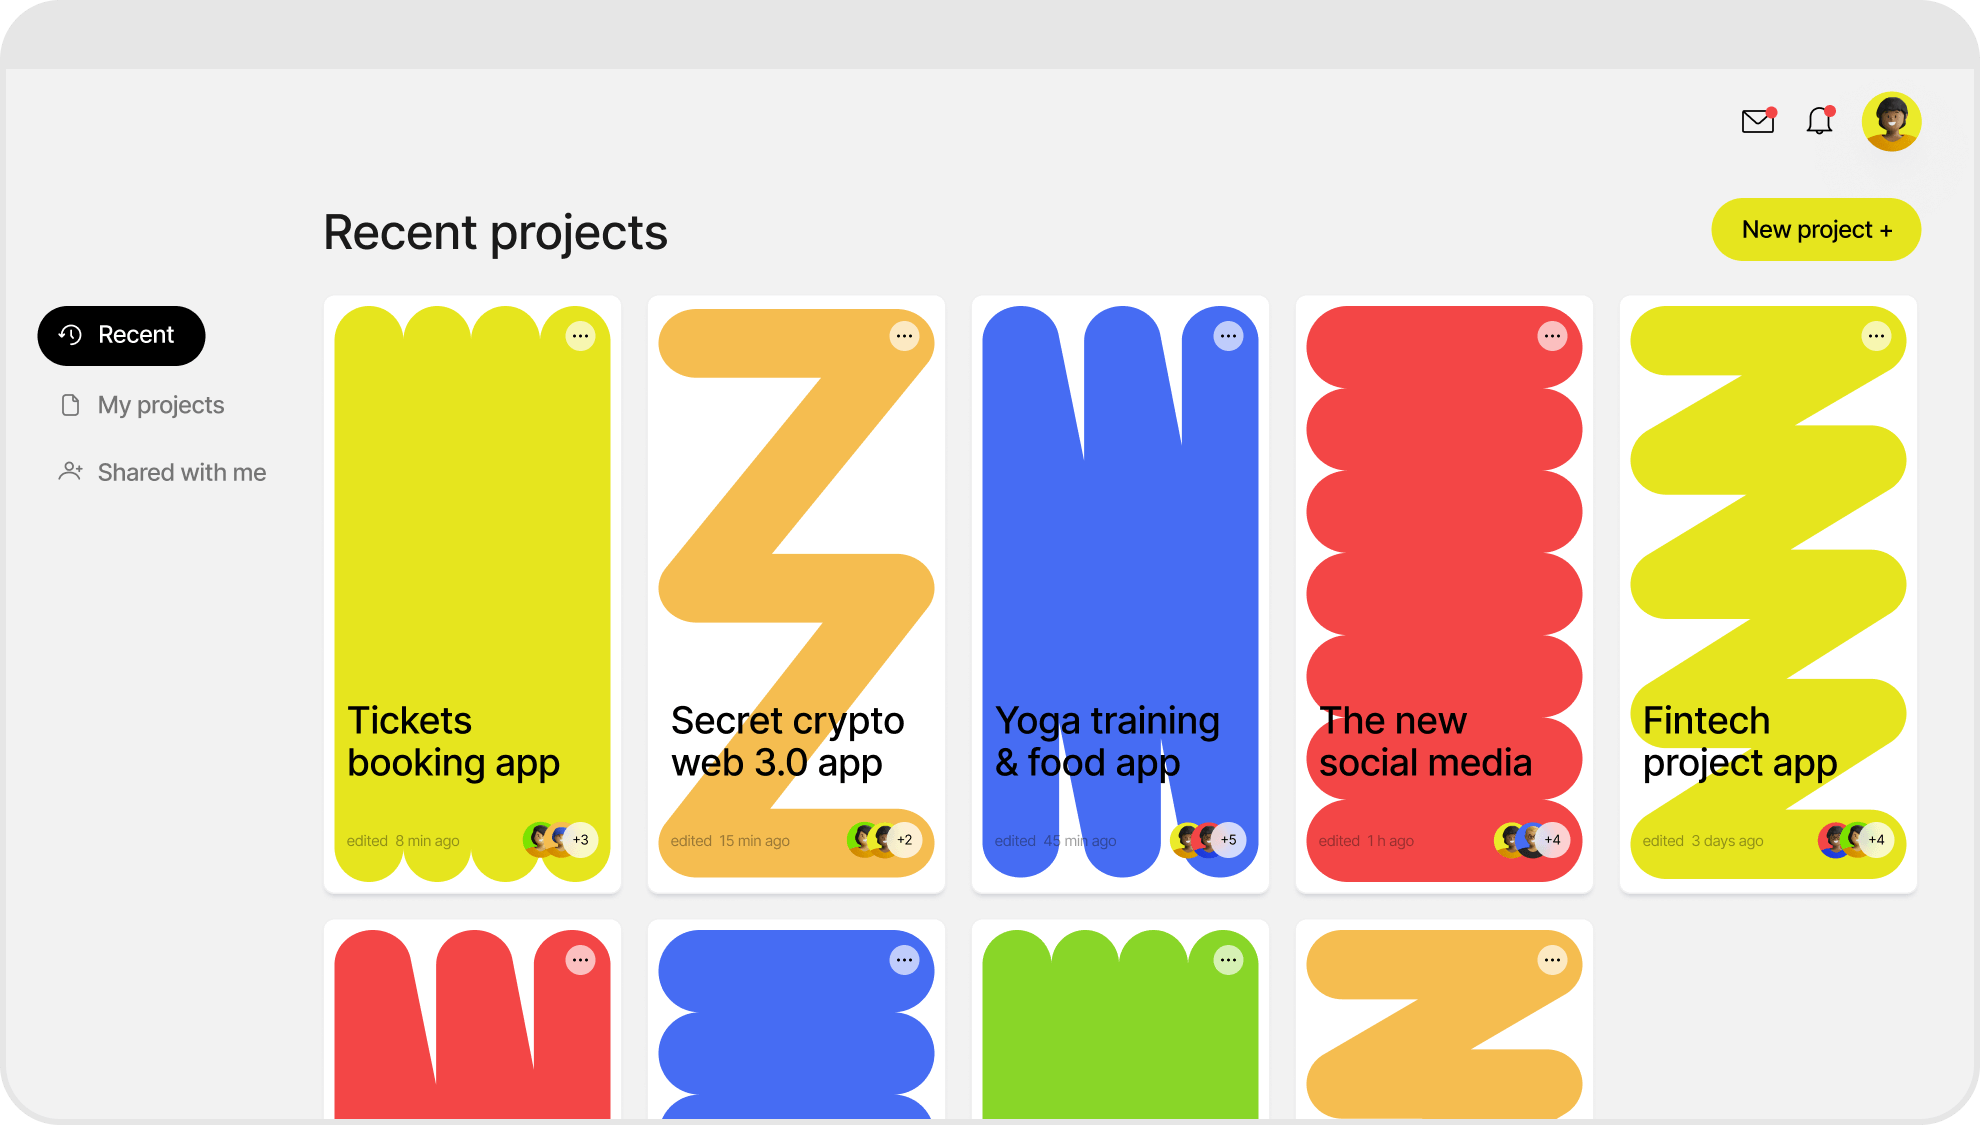 Recent projects
New project +
Recent
My projects
Shared with me
Tickets
booking app
edited 8 min ago
+3
Secret crypto
web 3.0 app
edited 15 min ago
+2
Yoga training
& food app
edited 45 min ago
+5
The new
social media
edited 1 h ago
+4
Fintech
project app
edited 3 days ago
+4